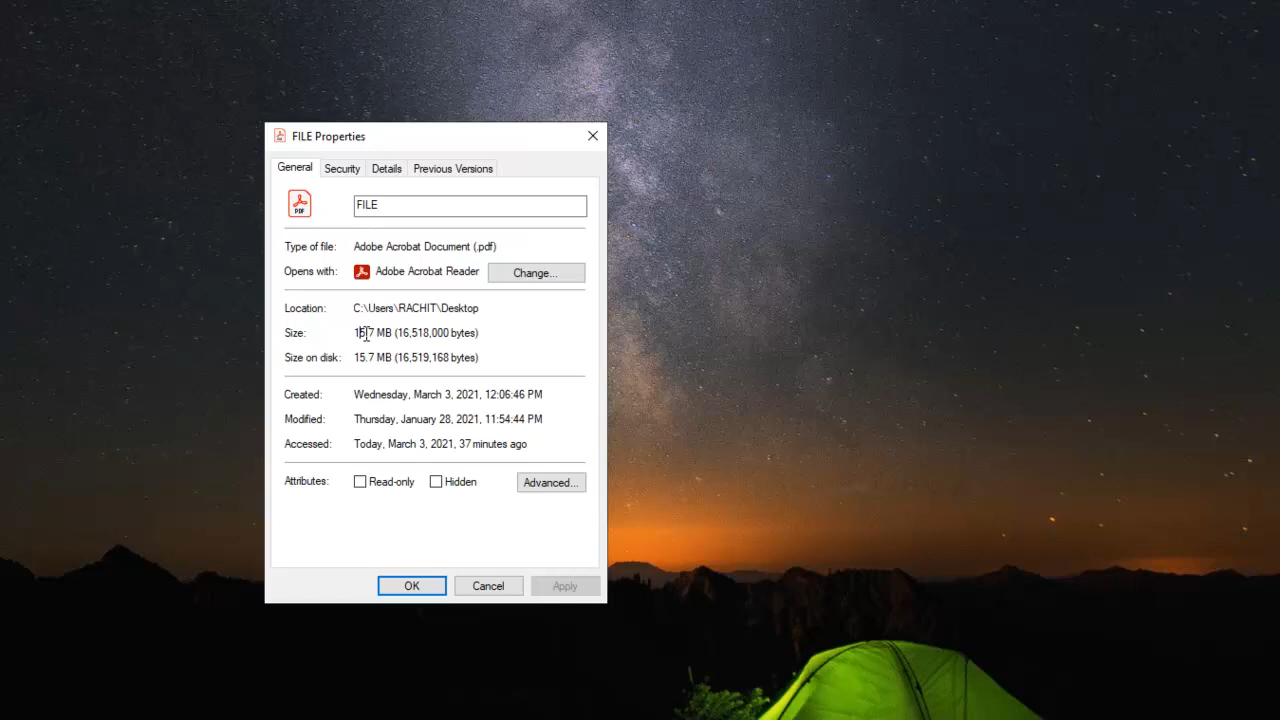 FILE Properties
General Security Details Previous Versions
PDF
FILE
Type of file: Adobe Acrobat Document (.pdf)
Opens with: Adobe Acrobat Reader Change...
Location: C:\Users\RACHIT\Desktop
Size: 15.7 MB (16,518,000 bytes)
Size on disk: 15.7 MB (16,519,168 bytes)
Created: Wednesday, March 3, 2021, 12:06:46 PM
Modified: Thursday, January 28, 2021, 11:54:44 PM
Accessed: Today, March 3, 2021, 37 minutes ago
Attributes: Read-only Hidden Advanced...
OK Cancel Apply